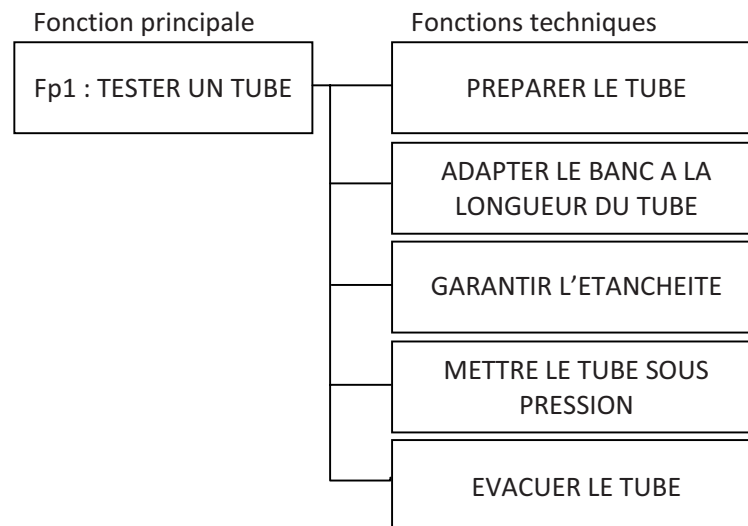 Fonction principale
Fonctions techniques
Fp1 : TESTER UN TUBE
PREPARER LE TUBE
ADAPTER LE BANC A LA
LONGUEUR DU TUBE
GARANTIR L’ETANCHEITE
METTRE LE TUBE SOUS
PRESSION
EVACUER LE TUBE